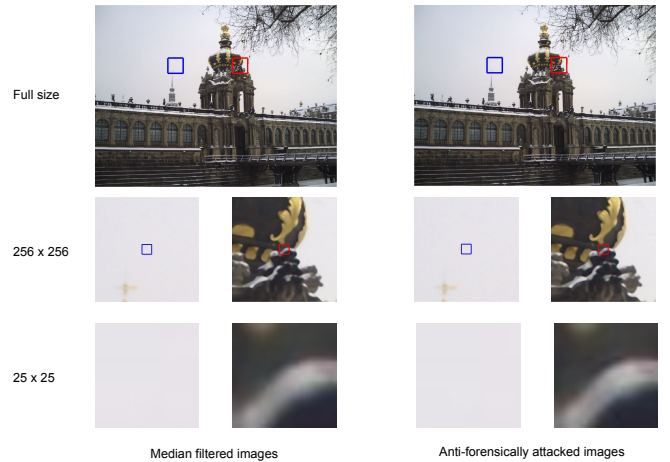 Full size
256 x 256
25 x 25
Median filtered images
Anti-forensically attacked images